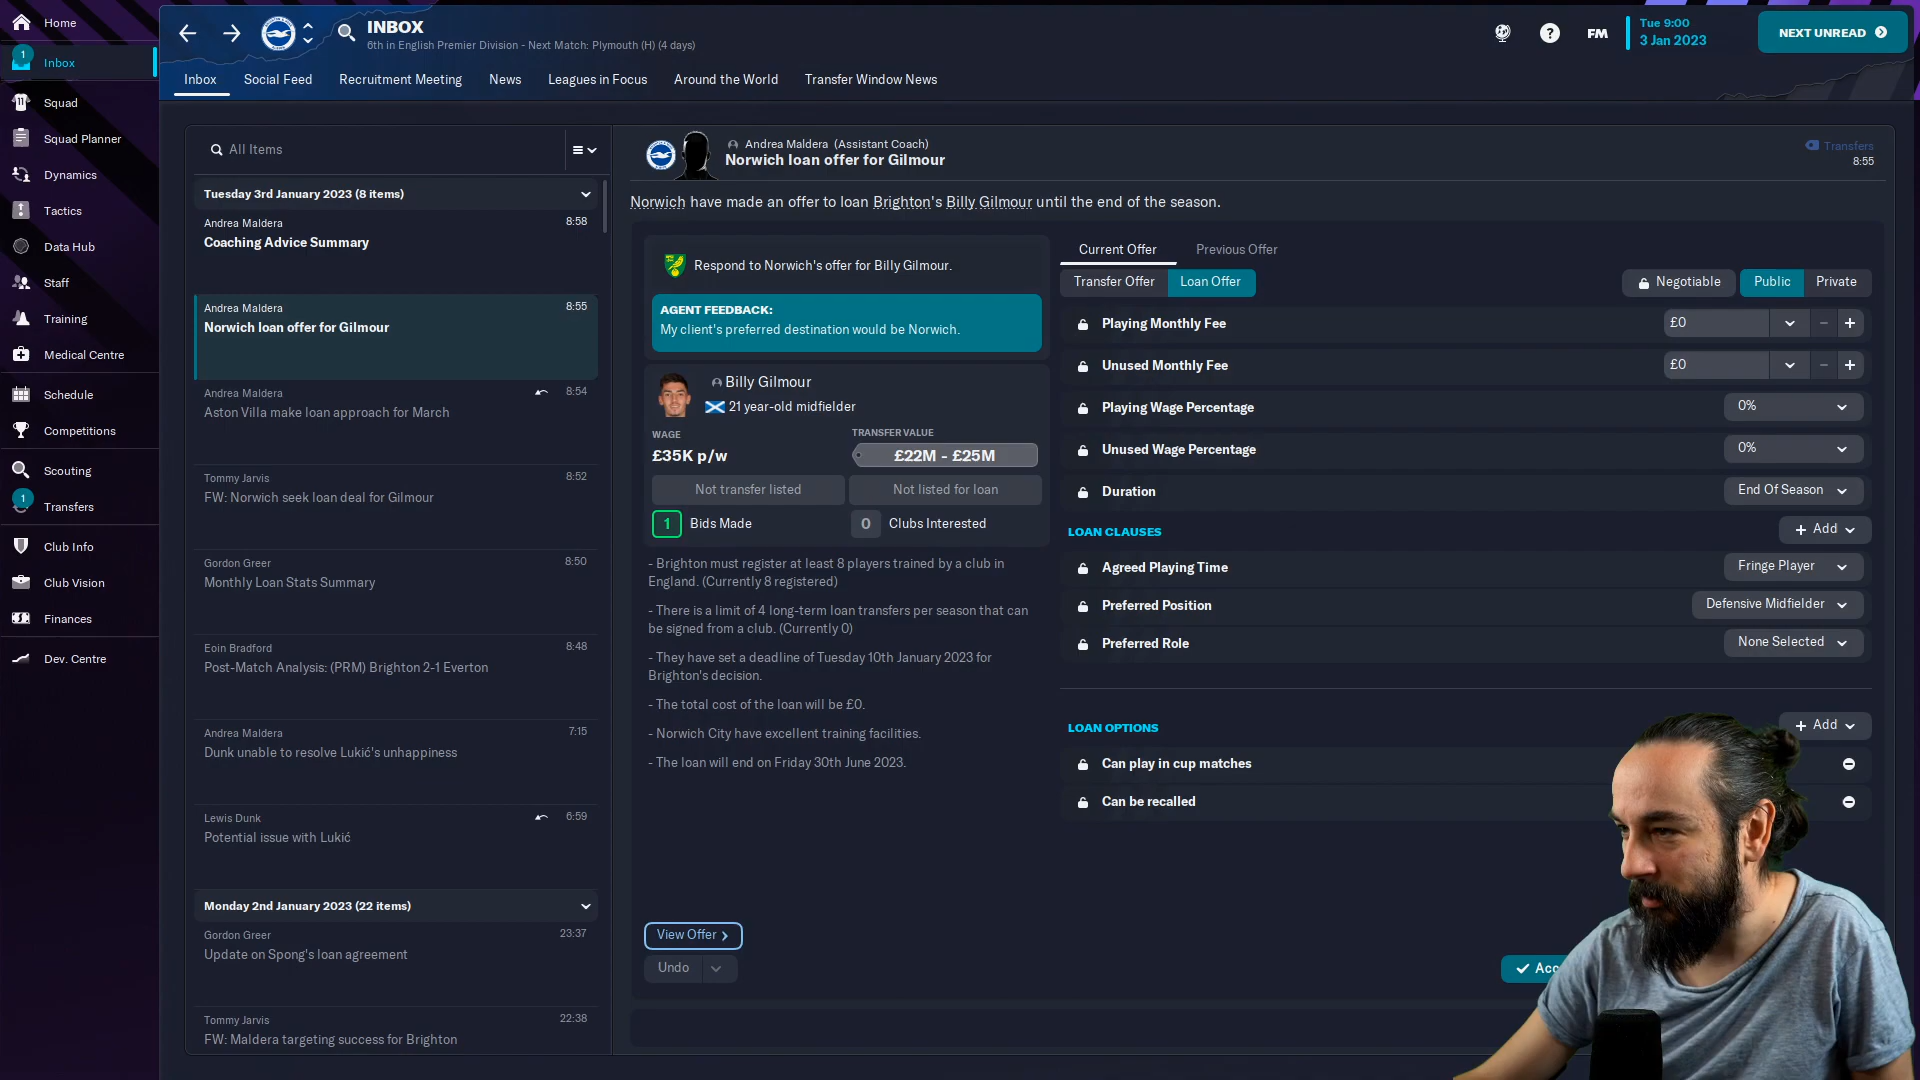 Home
1
Inbox
Squad
Squad Planner
Dynamics
Tactics
Data Hub
Staff
Training
Medical Centre
Schedule
Competitions
Scouting
1
Transfers
Club Info
Club Vision
Finances
Dev. Centre
INBOX
6th in English Premier Division - Next Match: Plymouth (H) (4 days)
FM
Tue 9:00
3 Jan 2023
NEXT UNREAD
Inbox Social Feed Recruitment Meeting News Leagues in Focus Around the World Transfer Window News
All Items
Tuesday 3rd January 2023 (8 items)
Andrea Maldera 8:58
Coaching Advice Summary
Andrea Maldera 8:55
Norwich loan offer for Gilmour
Andrea Maldera 8:54
Aston Villa make loan approach for March
Tommy Jarvis 8:52
FW: Norwich seek loan deal for Gilmour
Gordon Greer 8:50
Monthly Loan Stats Summary
Eoin Bradford 8:48
Post-Match Analysis: (PRM) Brighton 2-1 Everton
Andrea Maldera 7:15
Dunk unable to resolve Lukić's unhappiness
Lewis Dunk 6:59
Potential issue with Lukić
Monday 2nd January 2023 (22 items)
Gordon Greer 23:37
Update on Spong's loan agreement
Tommy Jarvis 22:38
FW: Maldera targeting success for Brighton
Andrea Maldera (Assistant Coach)
Norwich loan offer for Gilmour
Transfers
8:55
Norwich have made an offer to loan Brighton's Billy Gilmour until the end of the season.
Respond to Norwich's offer for Billy Gilmour.
AGENT FEEDBACK:
My client's preferred destination would be Norwich.
Billy Gilmour
21 year-old midfielder
WAGE TRANSFER VALUE
£35K p/w £22M - £25M
Not transfer listed Not listed for loan
1 Bids Made 0 Clubs Interested
- Brighton must register at least 8 players trained by a club in
England. (Currently 8 registered)
- There is a limit of 4 long-term loan transfers per season that can
be signed from a club. (Currently 0)
- They have set a deadline of Tuesday 10th January 2023 for
Brighton's decision.
- The total cost of the loan will be £0.
- Norwich City have excellent training facilities.
- The loan will end on Friday 30th June 2023.
View Offer
Undo
Current Offer Previous Offer
Transfer Offer Loan Offer Negotiable Public Private
Playing Monthly Fee £0
Unused Monthly Fee £0
Playing Wage Percentage 0%
Unused Wage Percentage 0%
Duration End Of Season
LOAN CLAUSES + Add
Agreed Playing Time Fringe Player
Preferred Position Defensive Midfielder
Preferred Role None Selected
LOAN OPTIONS + Add
Can play in cup matches
Can be recalled